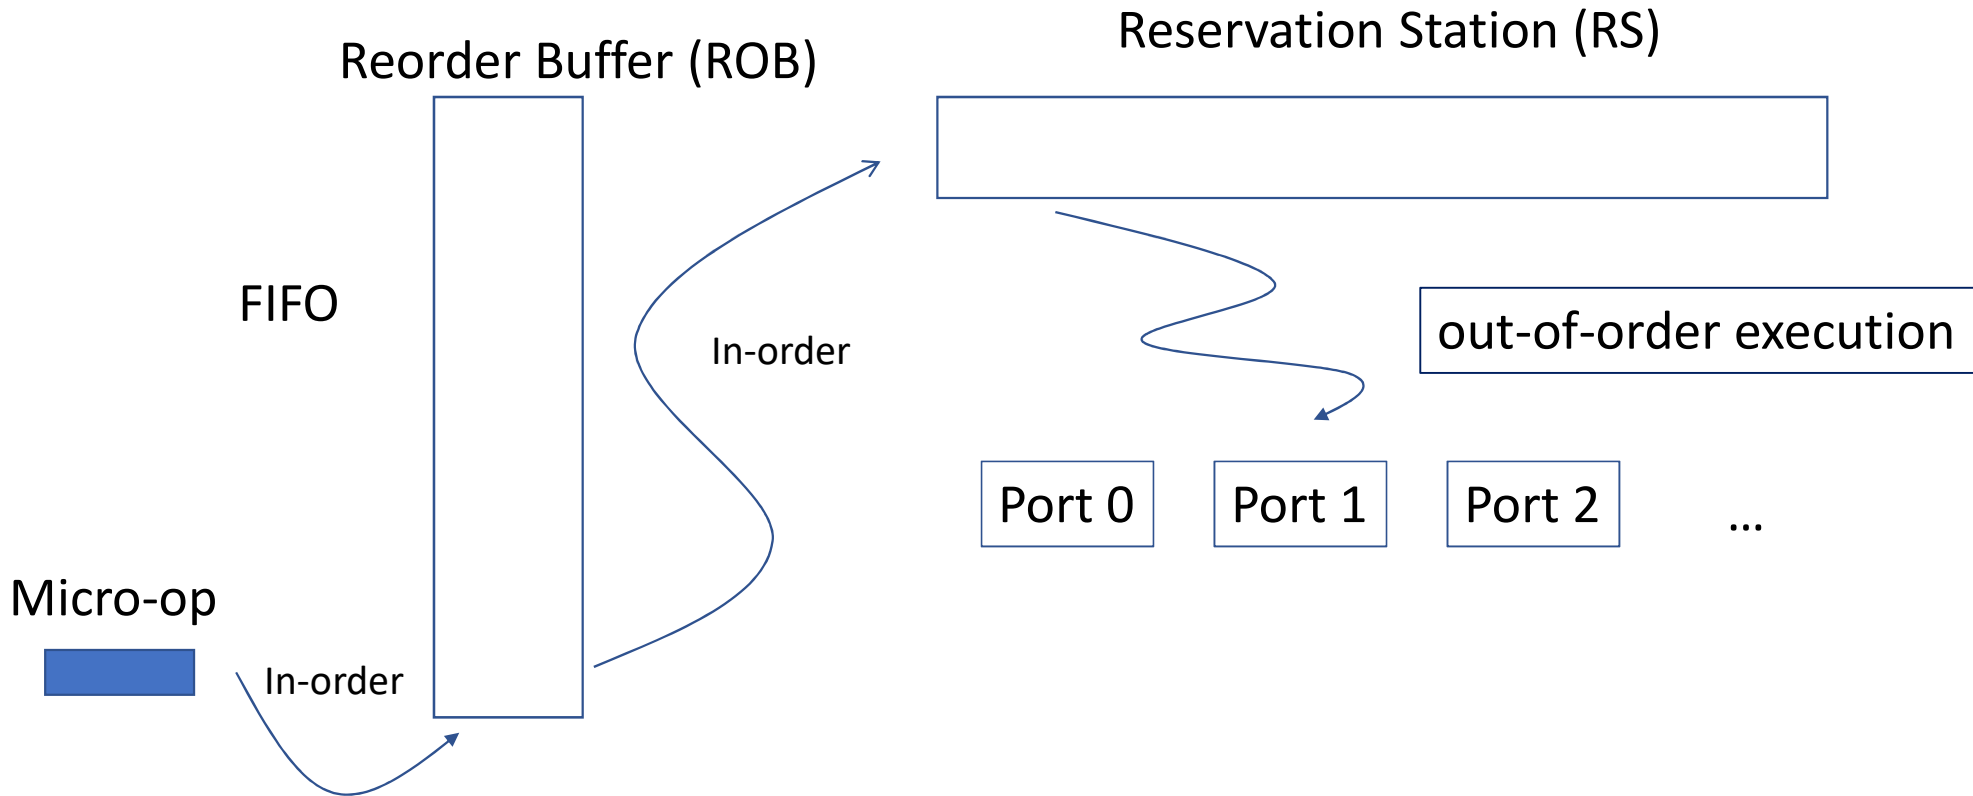 Reservation Station (RS)
Reorder Buffer (ROB)
FIFO
In-order
out-of-order execution
Port 0
Port 1
Port 2
...
Micro-op
In-order